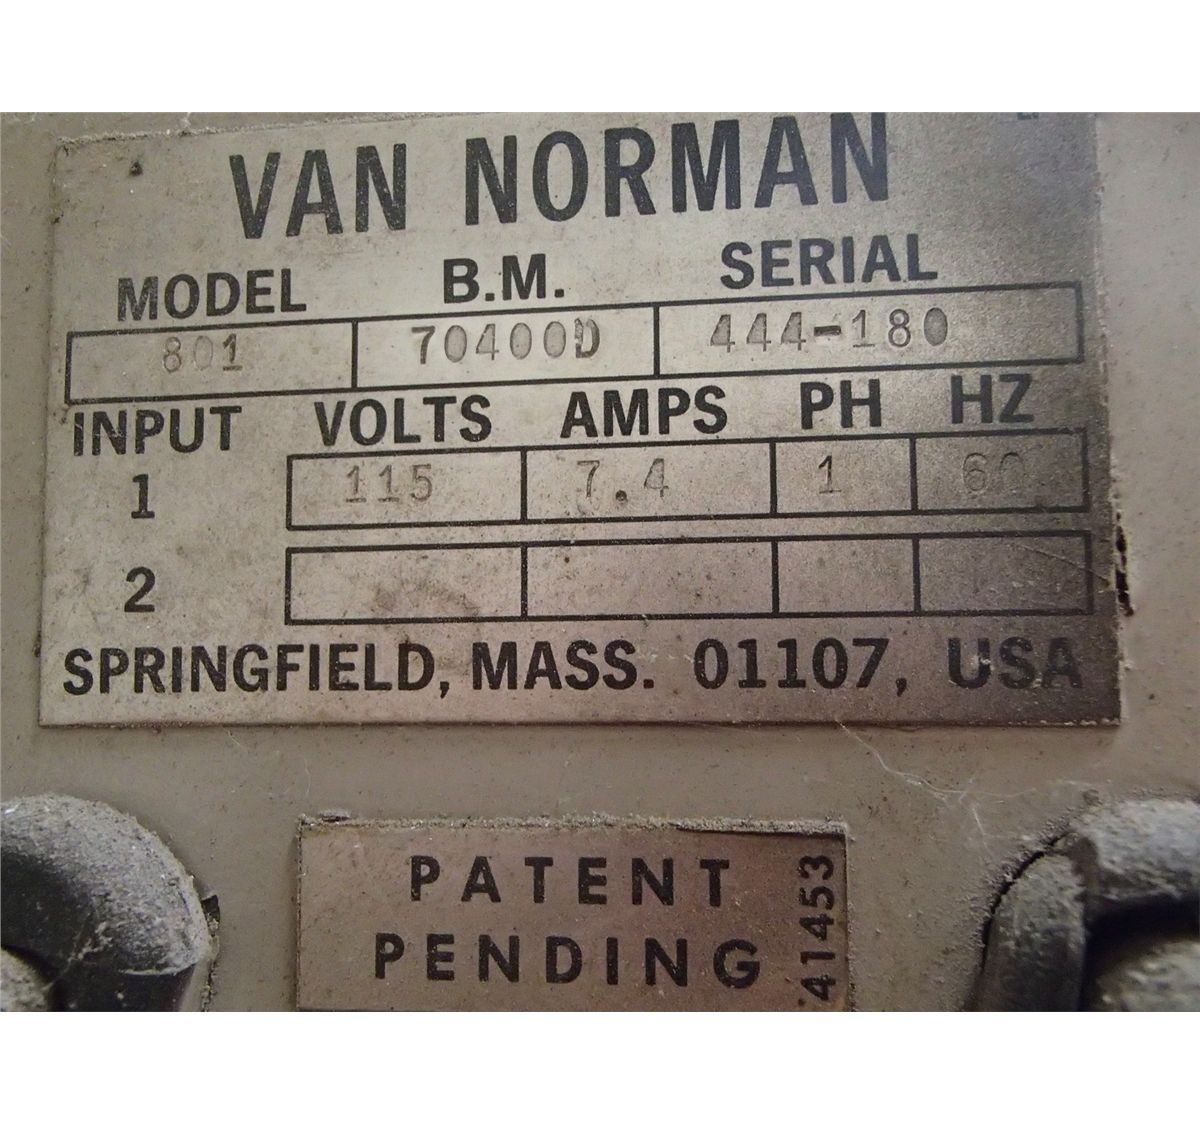 VAN NORMAN
MODEL B.M. SERIAL
801 70400D 444-180
INPUT VOLTS AMPS PH HZ
1 115 7.4 1 60
2
SPRINGFIELD, MASS. 01107, USA
PATENT
PENDING
41453